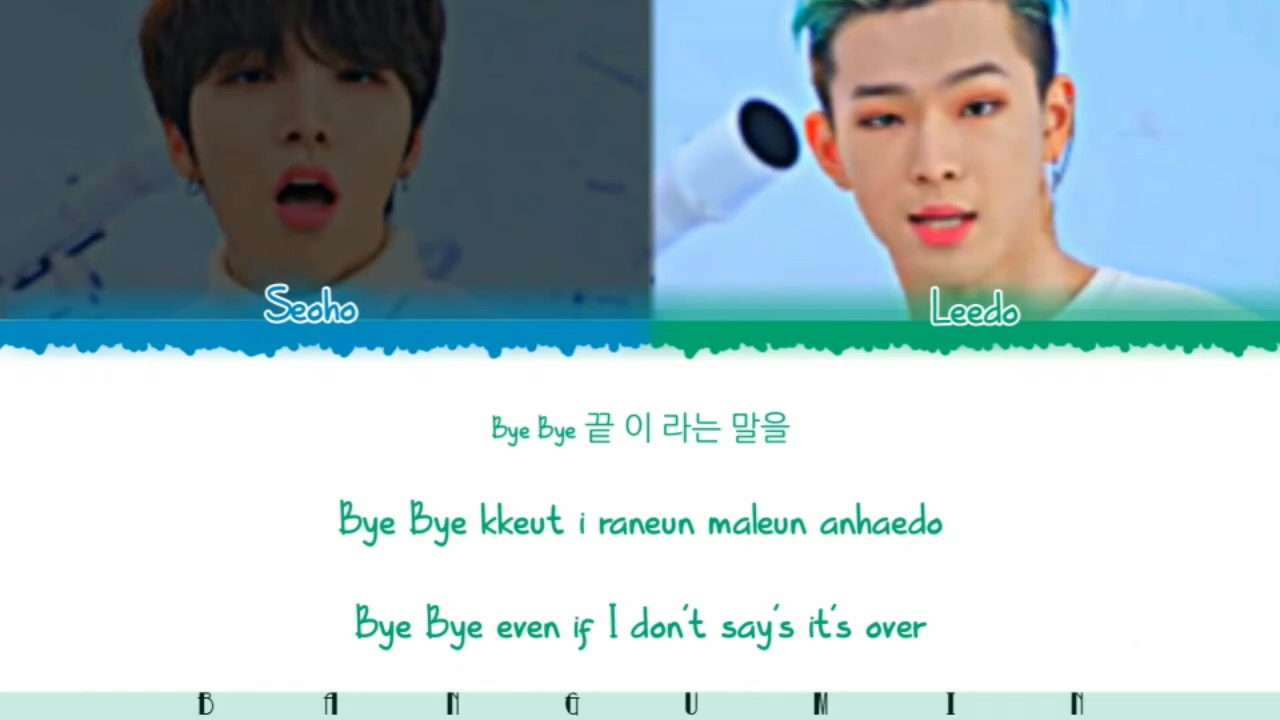 Seoho Leedo
Bye Bye 끝 이 라는 말을
Bye Bye kkeut i raneun maleun anhaedo
Bye Bye even if I don't say's it's over
BANGUMIN